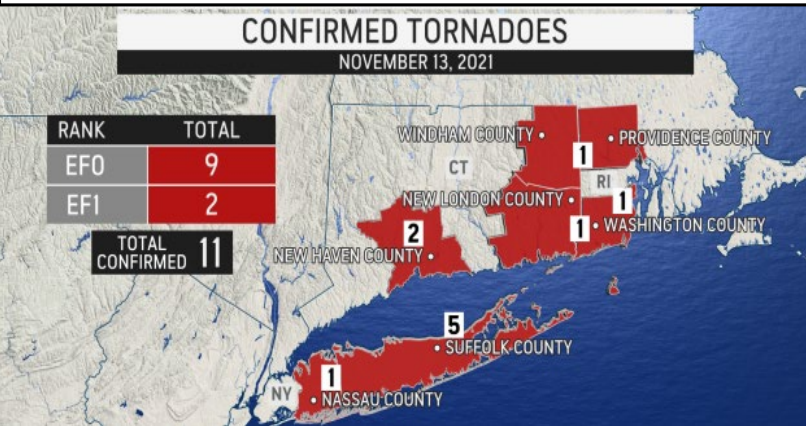 CONFIRMED TORNADOES
NOVEMBER 13, 2021
RANK TOTAL
EF0 9
EF1 2
TOTAL CONFIRMED 11
WINDHAM COUNTY
PROVIDENCE COUNTY
1
CT
RI
NEW LONDON COUNTY
1
1
WASHINGTON COUNTY
2
NEW HAVEN COUNTY
5
SUFFOLK COUNTY
1
NY
NASSAU COUNTY